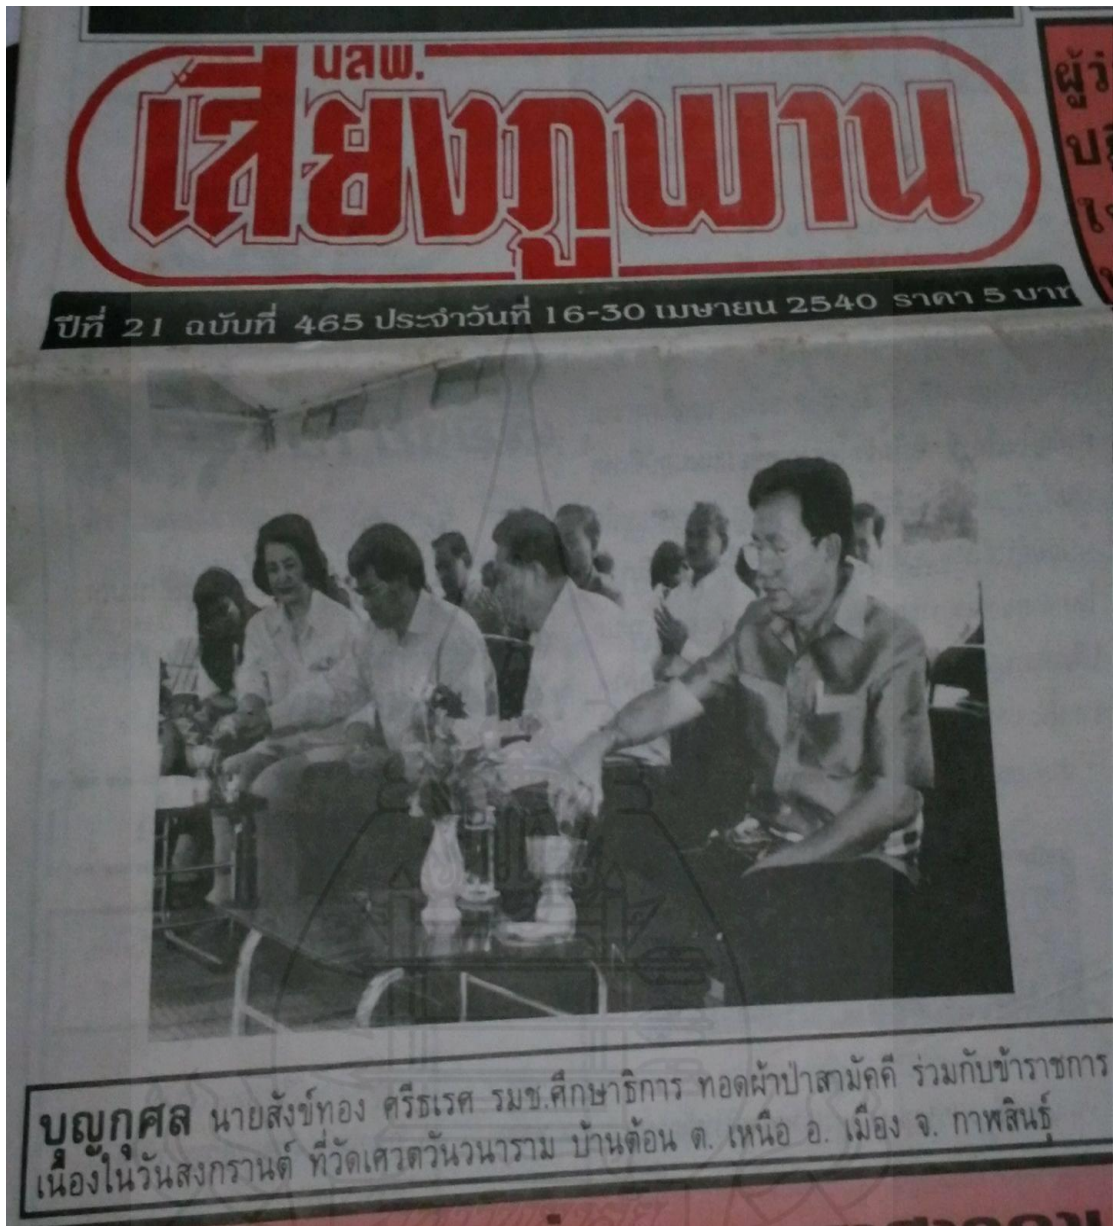 นสพ.
เสียงภูพาน
ปีที่ 21 ฉบับที่ 465 ประจำวันที่ 16-30 เมษายน 2540 ราคา 5 บาท
บุญกุศล นายสังข์ทอง ศรีธเรศ รมช.ศึกษาธิการ ทอดผ้าป่าสามัคคี ร่วมกับข้าราชการ
เนื่องในวันสงกรานต์ ที่วัดเศวตวันวนาราม บ้านต้อน ต. เหนือ อ. เมือง จ. กาฬสินธุ์